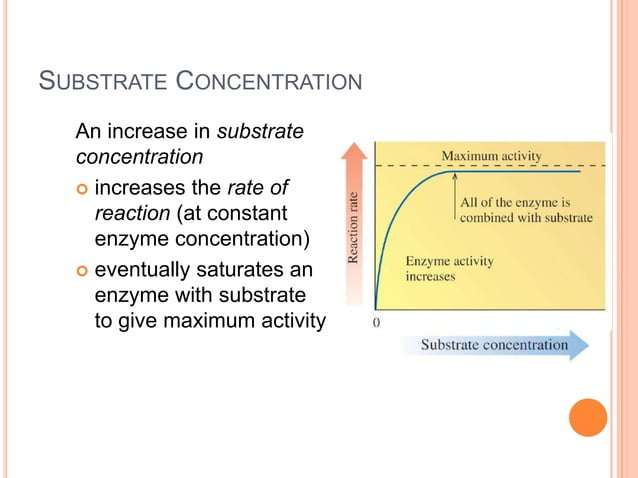 SUBSTRATE CONCENTRATION
An increase in substrate
concentration
increases the rate of
reaction (at constant
enzyme concentration)
eventually saturates an
enzyme with substrate
to give maximum activity
Reaction rate
Maximum activity
All of the enzyme is
combined with substrate
Enzyme activity
increases
0
Substrate concentration